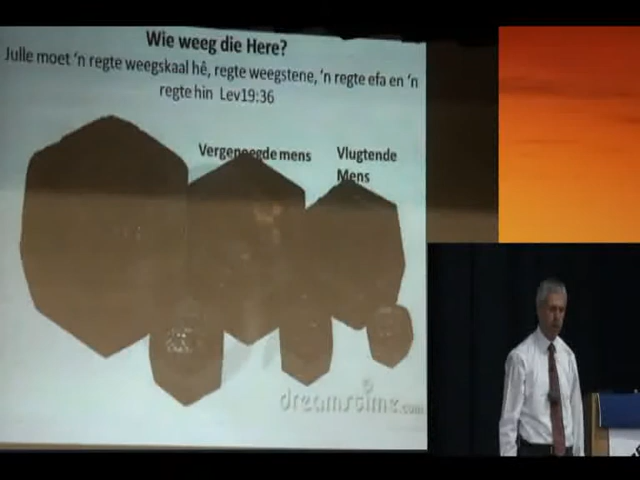 Wie weeg die Here?
Julle moet 'n regte weegskaal hê, regte weegstene, 'n regte efa en 'n
regte hin Lev19:36
Vergenoegde mens
Vlugtende
Mens
dreamstime.com